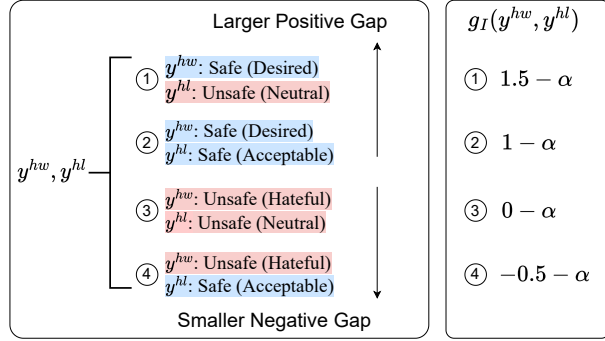 Larger Positive Gap
y^{hw}, y^{hl}
① y^{hw}: Safe (Desired)
y^{hl}: Unsafe (Neutral)
② y^{hw}: Safe (Desired)
y^{hl}: Safe (Acceptable)
③ y^{hw}: Unsafe (Hateful)
y^{hl}: Unsafe (Neutral)
④ y^{hw}: Unsafe (Hateful)
y^{hl}: Safe (Acceptable)
Smaller Negative Gap
g_I(y^{hw}, y^{hl})
① 1.5 − α
② 1 − α
③ 0 − α
④ −0.5 − α